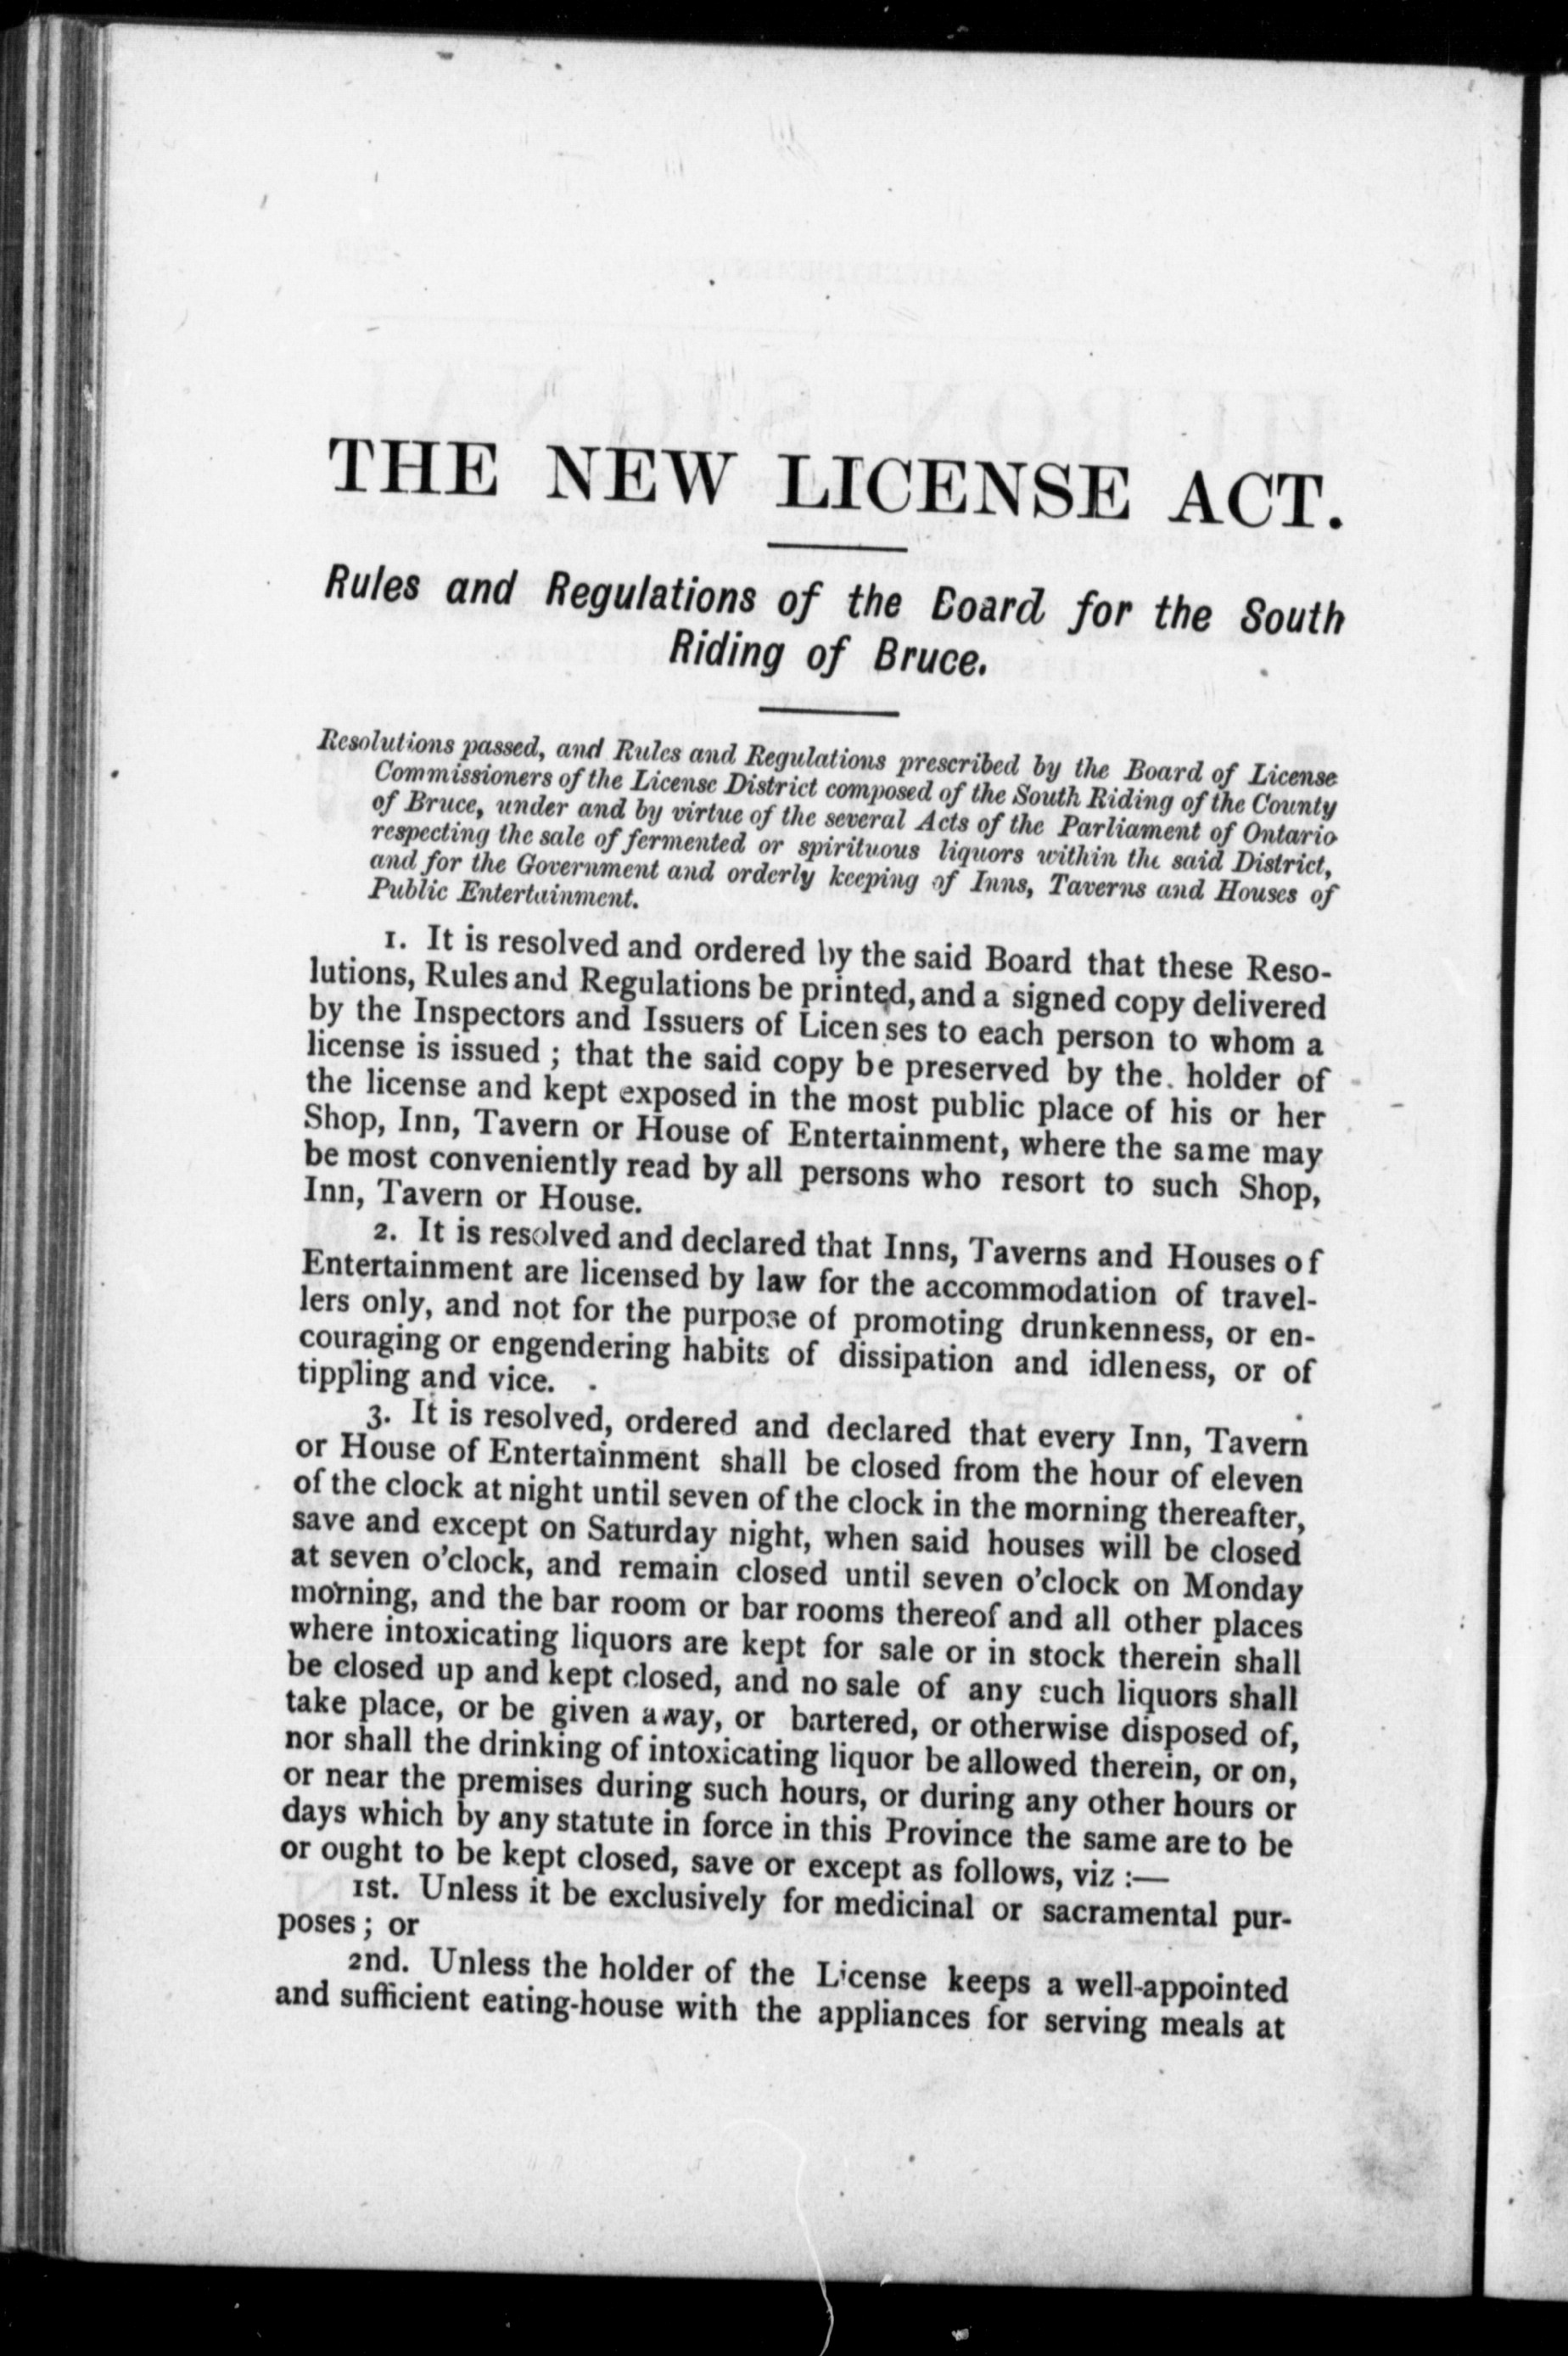 THE NEW LICENSE ACT.
Rules and Regulations of the Board for the South
Riding of Bruce.
Resolutions passed, and Rules and Regulations prescribed by the Board of License
Commissioners of the License District composed of the South Riding of the County
of Bruce, under and by virtue of the several Acts of the Parliament of Ontario
respecting the sale of fermented or spirituous liquors within the said District,
and for the Government and orderly keeping of Inns, Taverns and Houses of
Public Entertainment.
1. It is resolved and ordered by the said Board that these Reso-
lutions, Rules and Regulations be printed, and a signed copy delivered
by the Inspectors and Issuers of Licenses to each person to whom a
license is issued ; that the said copy be preserved by the holder of
the license and kept exposed in the most public place of his or her
Shop, Inn, Tavern or House of Entertainment, where the same may
be most conveniently read by all persons who resort to such Shop,
Inn, Tavern or House.
2. It is resolved and declared that Inns, Taverns and Houses of
Entertainment are licensed by law for the accommodation of travel-
lers only, and not for the purpose of promoting drunkenness, or en-
couraging or engendering habits of dissipation and idleness, or of
tippling and vice.
3. It is resolved, ordered and declared that every Inn, Tavern
or House of Entertainment shall be closed from the hour of eleven
of the clock at night until seven of the clock in the morning thereafter,
save and except on Saturday night, when said houses will be closed
at seven o'clock, and remain closed until seven o'clock on Monday
morning, and the bar room or bar rooms thereof and all other places
where intoxicating liquors are kept for sale or in stock therein shall
be closed up and kept closed, and no sale of any such liquors shall
take place, or be given away, or bartered, or otherwise disposed of,
nor shall the drinking of intoxicating liquor be allowed therein, or on,
or near the premises during such hours, or during any other hours or
days which by any statute in force in this Province the same are to be
or ought to be kept closed, save or except as follows, viz :—
1st. Unless it be exclusively for medicinal or sacramental pur-
poses ; or
2nd. Unless the holder of the License keeps a well-appointed
and sufficient eating-house with the appliances for serving meals at